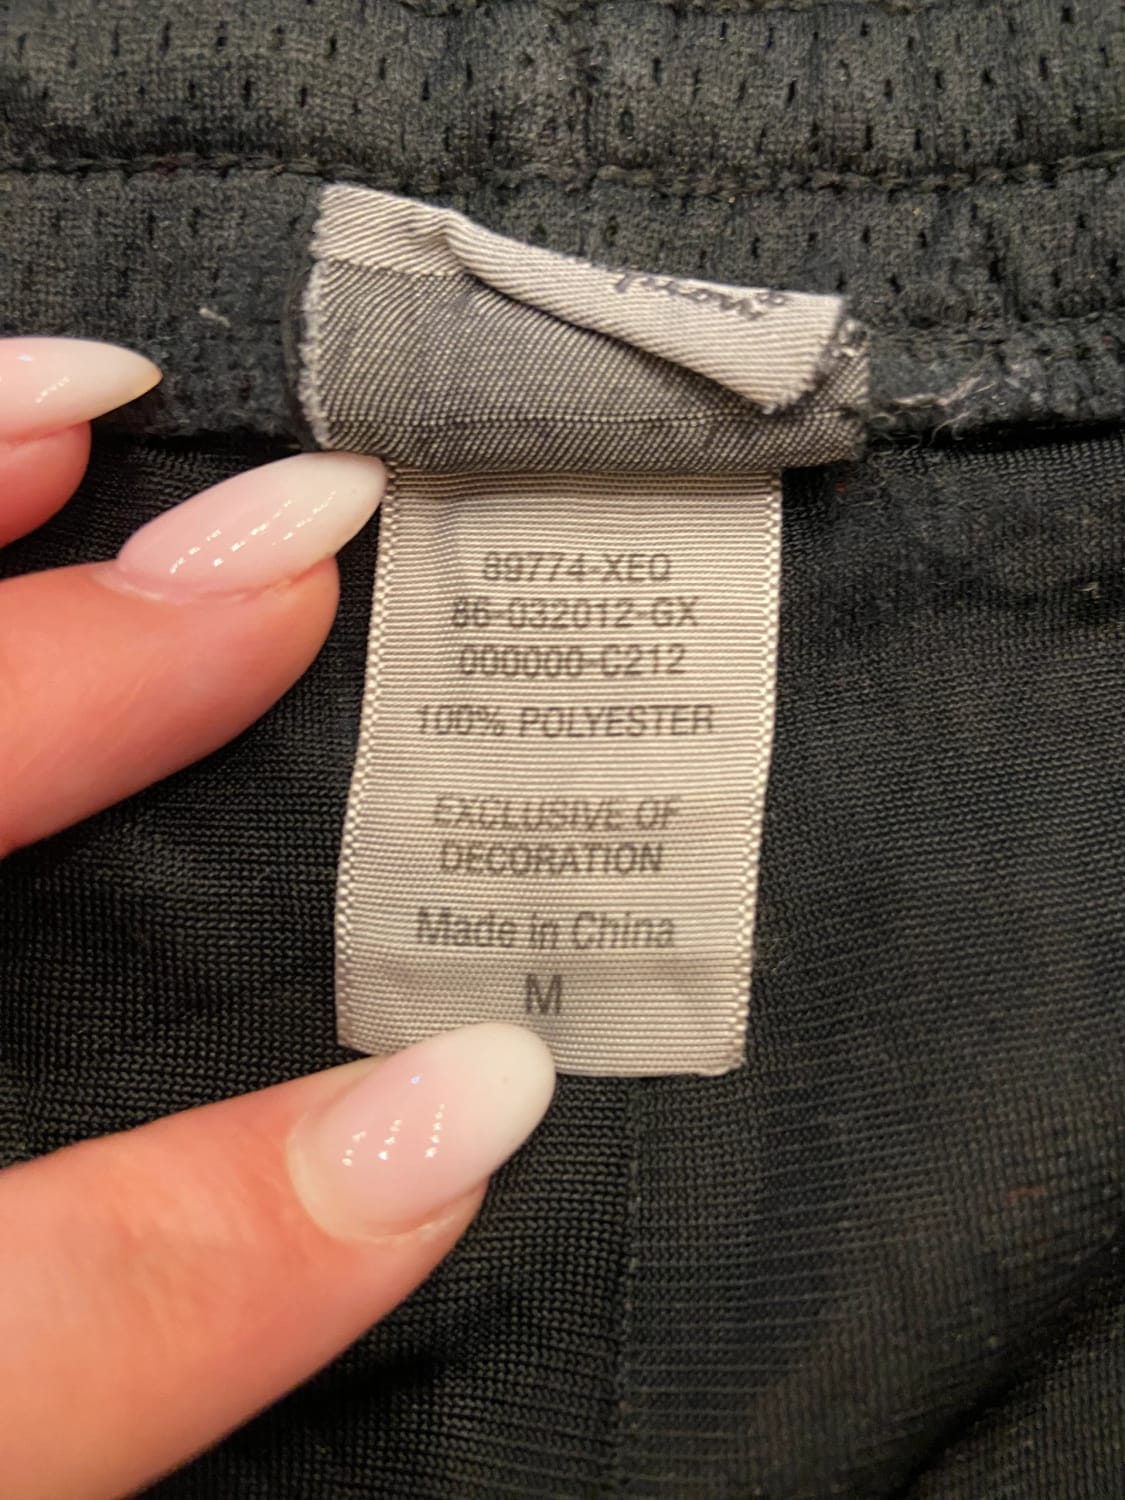 89774-XEQ
86-032012-GX
000000-C212
100% POLYESTER
EXCLUSIVE OF
DECORATION
Made in China
M